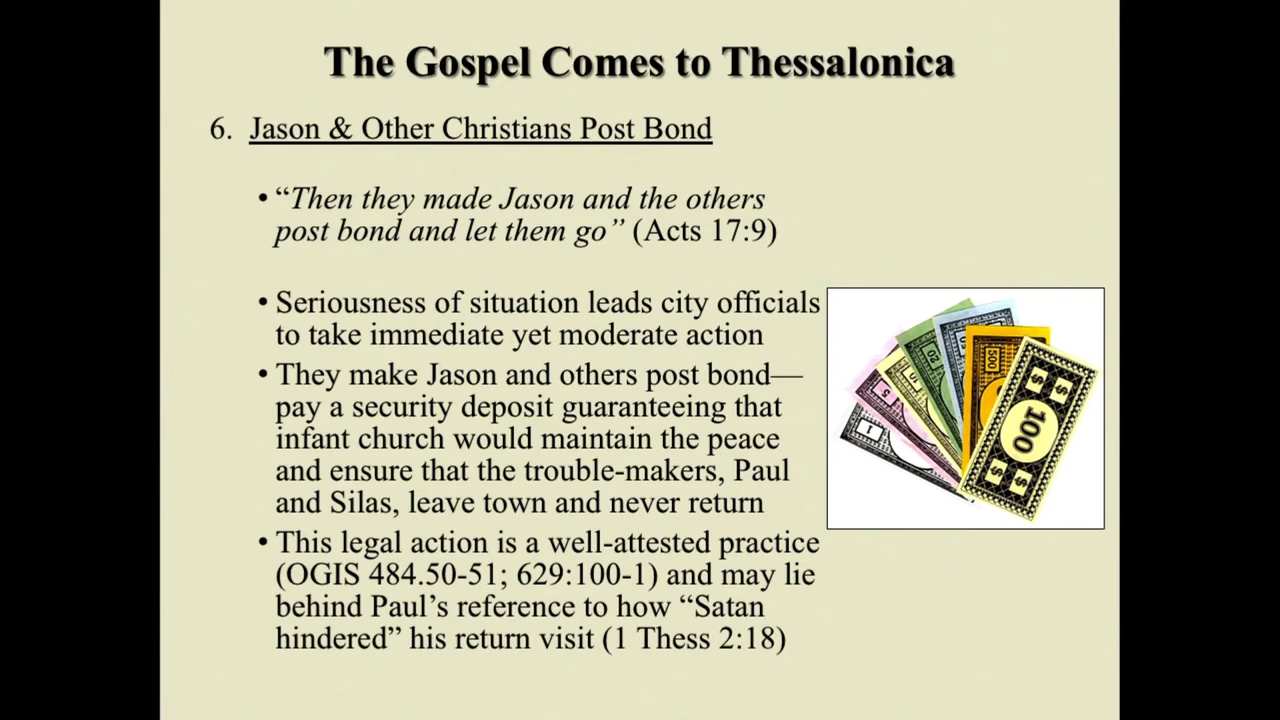 The Gospel Comes to Thessalonica
6. Jason & Other Christians Post Bond
• “Then they made Jason and the others
post bond and let them go” (Acts 17:9)
• Seriousness of situation leads city officials
to take immediate yet moderate action
• They make Jason and others post bond—
pay a security deposit guaranteeing that
infant church would maintain the peace
and ensure that the trouble-makers, Paul
and Silas, leave town and never return
• This legal action is a well-attested practice
(OGIS 484.50-51; 629:100-1) and may lie
behind Paul’s reference to how “Satan
hindered” his return visit (1 Thess 2:18)
1
5
10
20
500
$ $
100
$ $